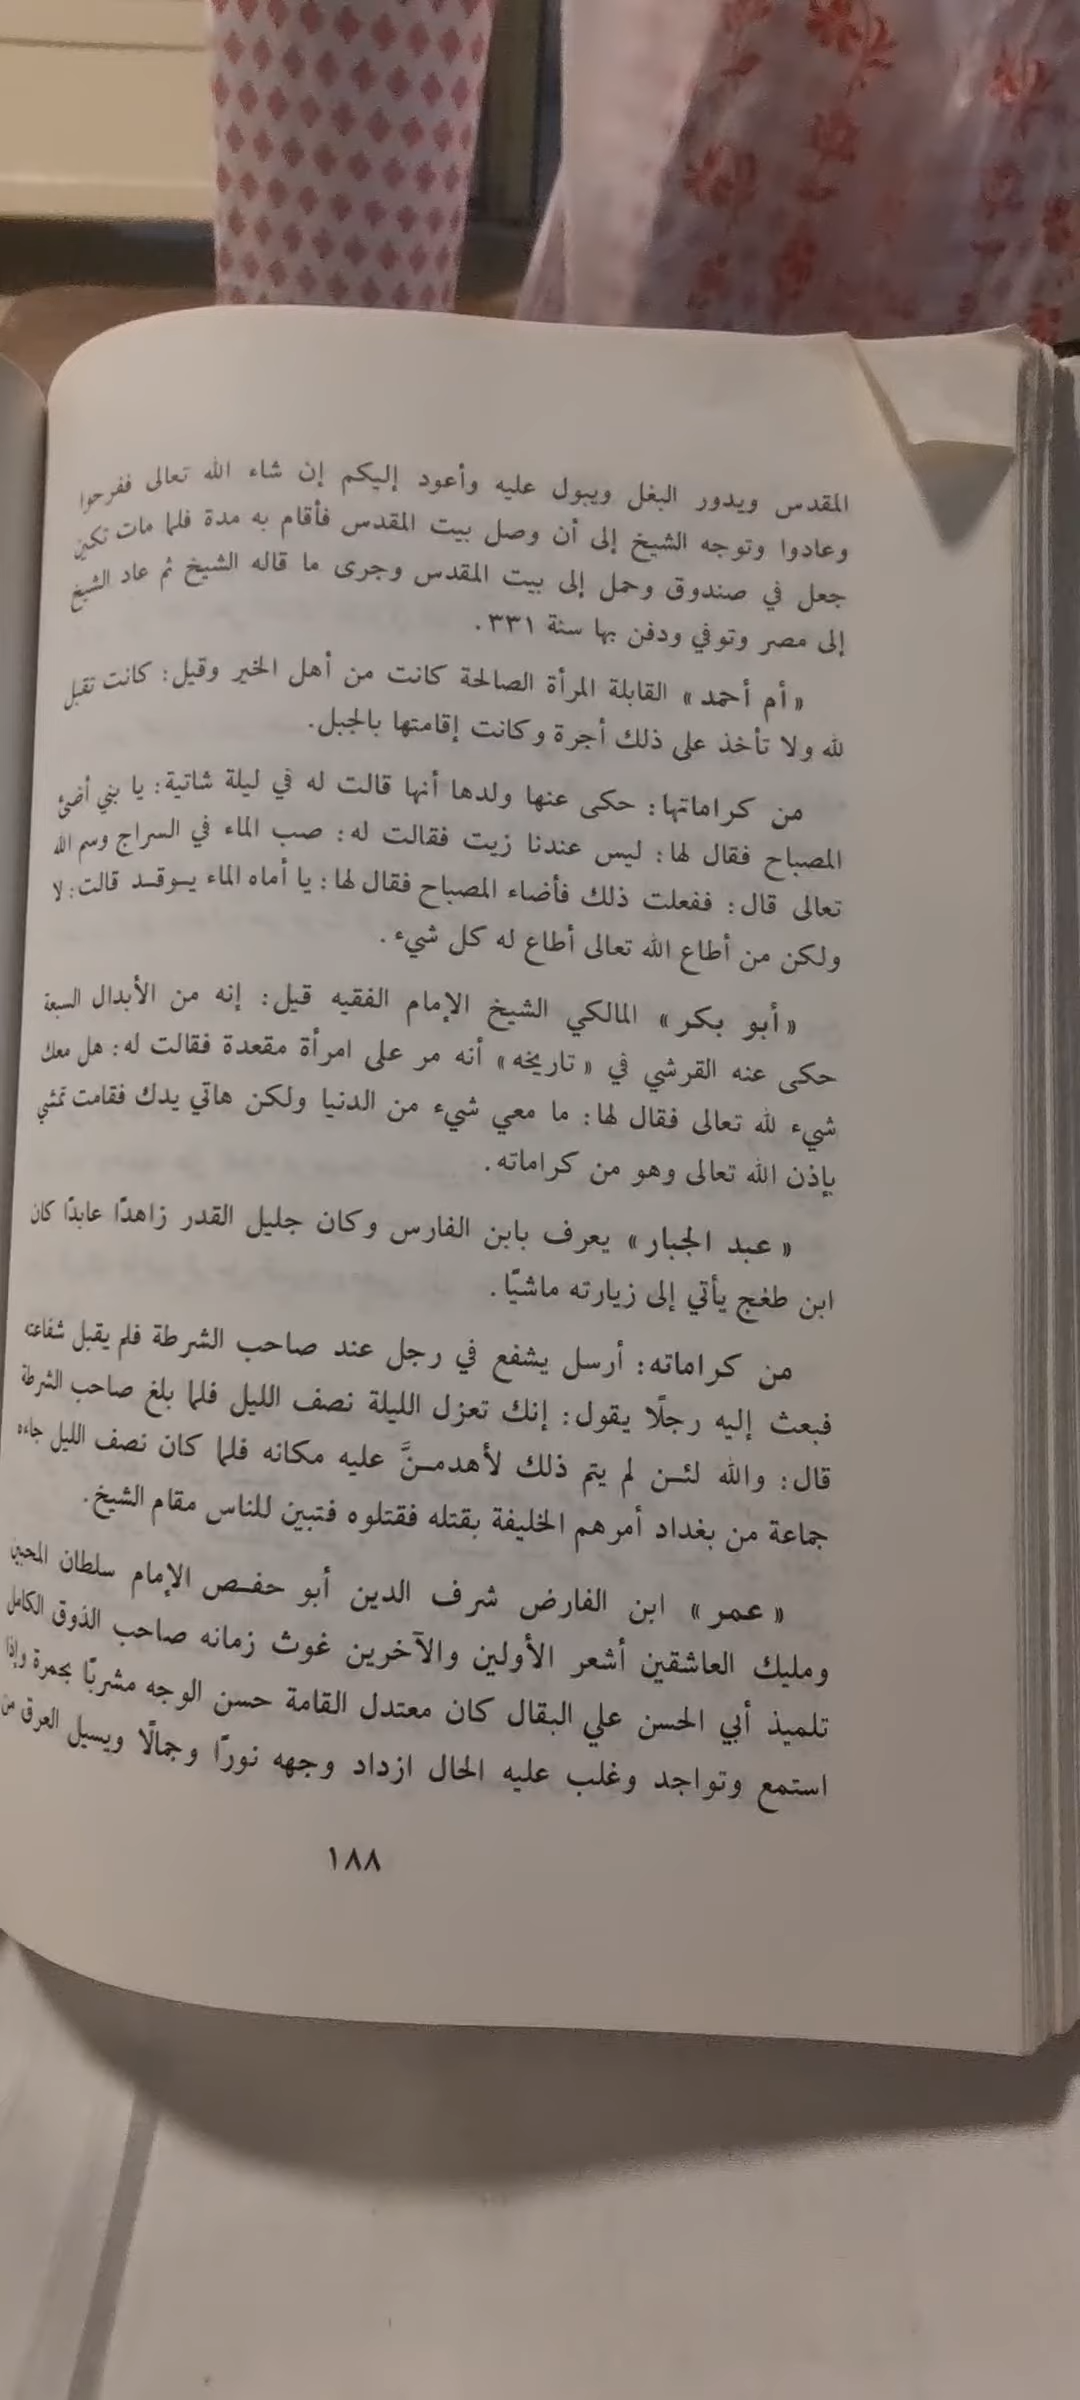 المقدس ويدور البغل ويبول عليه وأعود إليكم إن شاء الله تعالى ففرحوا
وعادوا وتوجه الشيخ إلى أن وصل بيت المقدس فأقام به مدة فلما مات تكين
جعل في صندوق وحمل إلى بيت المقدس وجرى ما قاله الشيخ ثم عاد الشيخ
إلى مصر وتوفي ودفن بها سنة ٣٣١.
«أم أحمد» القابلة المرأة الصالحة كانت من أهل الخير وقيل: كانت تقبل
لله ولا تأخذ على ذلك أجرة وكانت إقامتها بالجبل.
من كراماتها: حكى عنها ولدها أنها قالت له في ليلة شاتية: يا بني أضئ
المصباح فقال لها: ليس عندنا زيت فقالت له: صب الماء في السراج وسم الله
تعالى قال: ففعلت ذلك فأضاء المصباح فقال لها: يا أماه الماء يوقد قالت: لا
ولكن من أطاع الله تعالى أطاع له كل شيء.
«أبو بكر» المالكي الشيخ الإمام الفقيه قيل: إنه من الأبدال السبعة
حكى عنه القرشي في «تاريخه» أنه مر على امرأة مقعدة فقالت له: هل معك
شيء لله تعالى فقال لها: ما معي شيء من الدنيا ولكن هاتي يدك فقامت تمشي
بإذن الله تعالى وهو من كراماته.
«عبد الجبار» يعرف بابن الفارس وكان جليل القدر زاهدًا عابدًا كان
ابن طغج يأتي إلى زيارته ماشيًا.
من كراماته: أرسل يشفع في رجل عند صاحب الشرطة فلم يقبل شفاعته
فبعث إليه رجلًا يقول: إنك تعزل الليلة نصف الليل فلما بلغ صاحب الشرطة
قال: والله لئن لم يتم ذلك لأهدمنَّ عليه مكانه فلما كان نصف الليل جاءه
جماعة من بغداد أمرهم الخليفة بقتله فقتلوه فتبين للناس مقام الشيخ.
«عمر» ابن الفارض شرف الدين أبو حفص الإمام سلطان المحبين
ومليك العاشقين أشعر الأولين والآخرين غوث زمانه صاحب الذوق الكامل
تلميذ أبي الحسن علي البقال كان معتدل القامة حسن الوجه مشربًا بحمرة وإذا
استمع وتواجد وغلب عليه الحال ازداد وجهه نورًا وجمالًا ويسيل العرق من
١٨٨